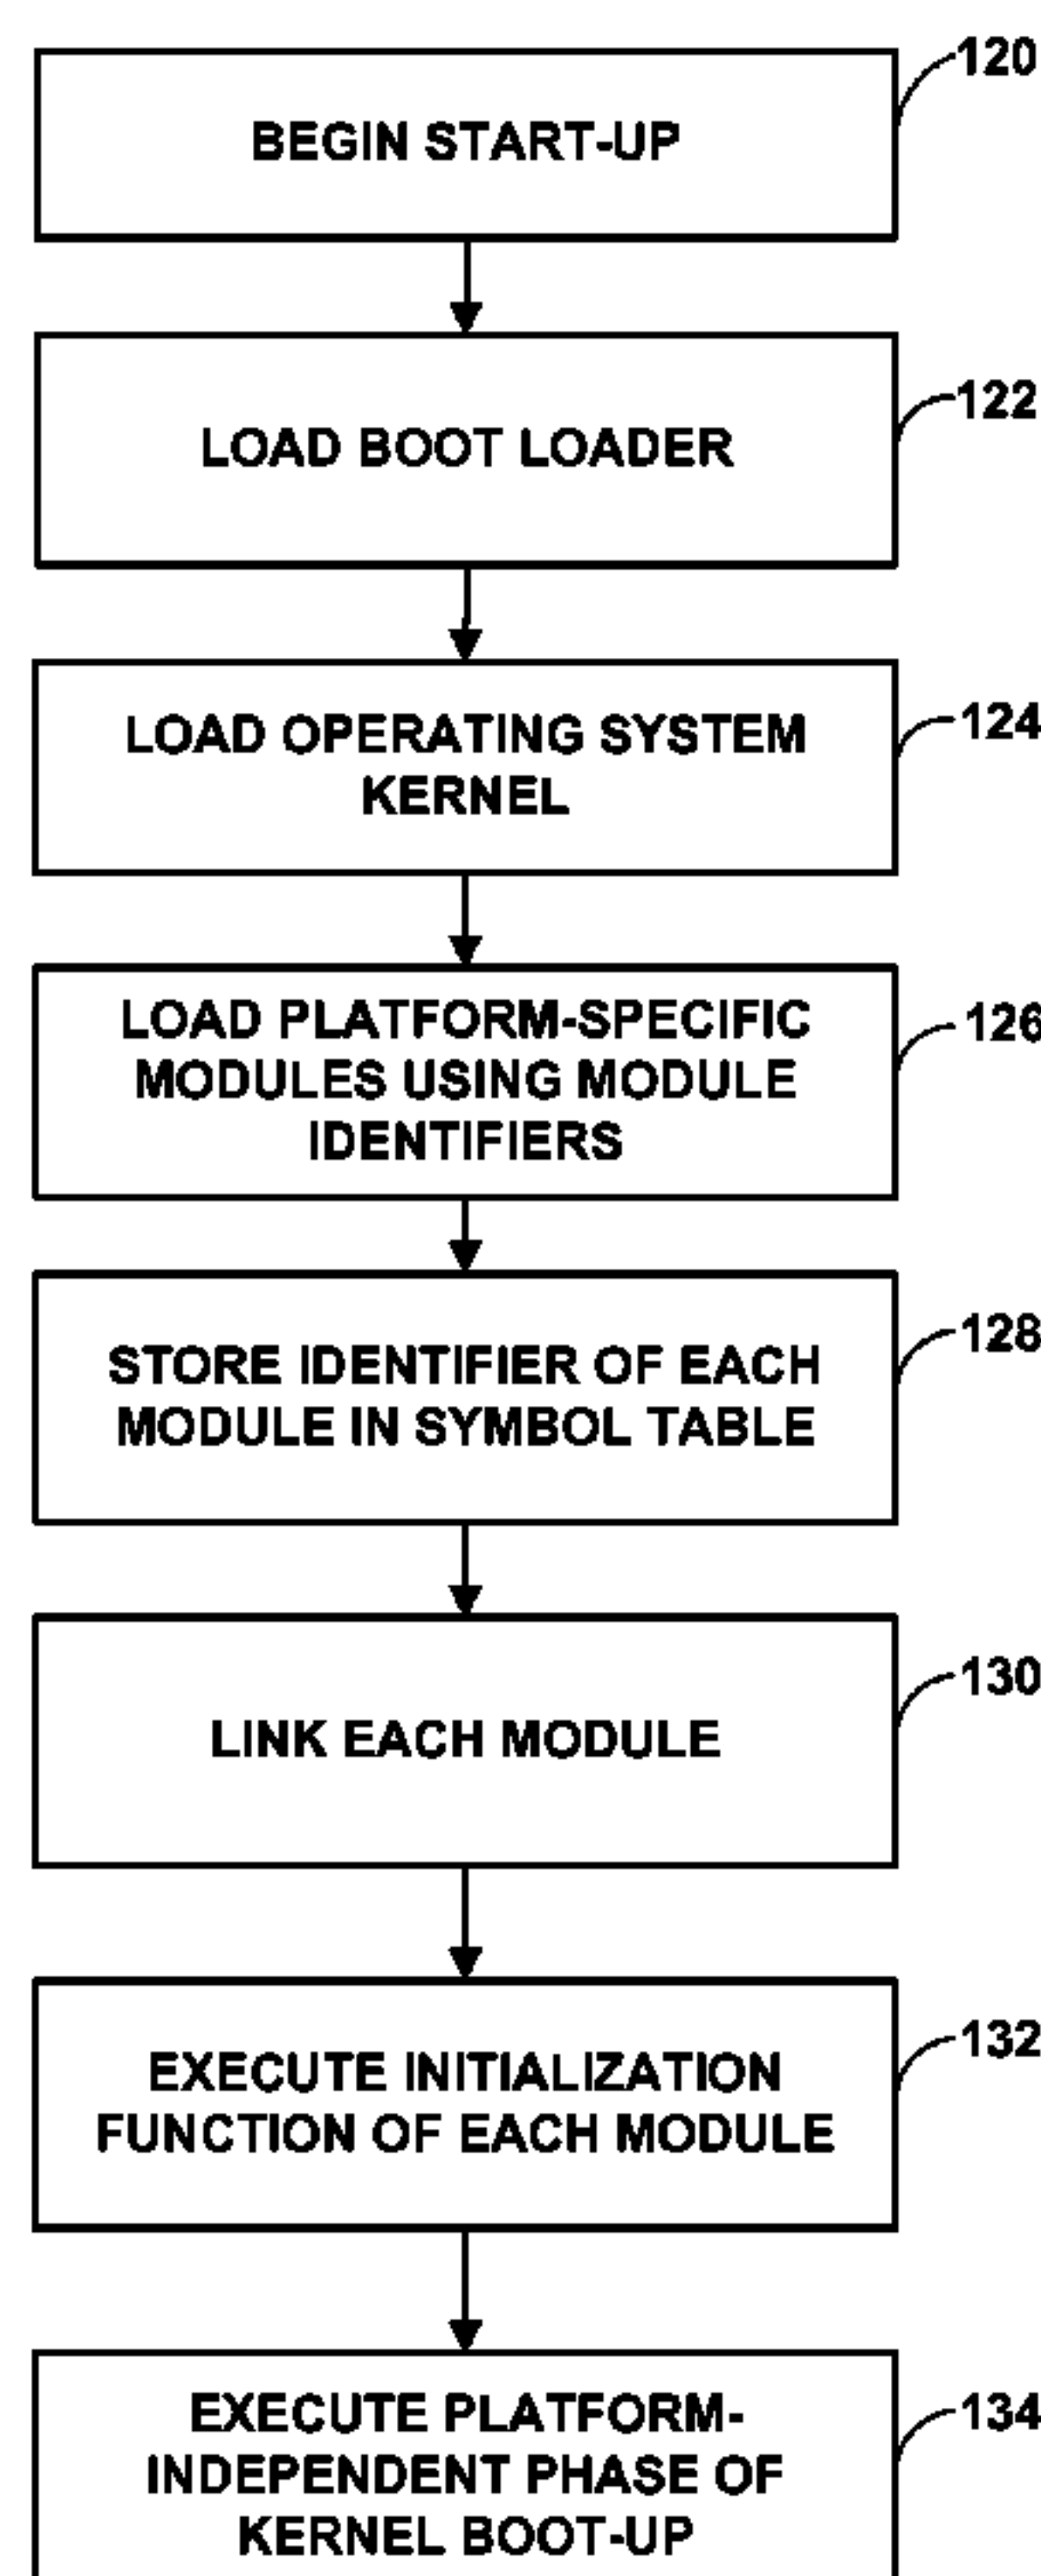 120
BEGIN START-UP
122
LOAD BOOT LOADER
124
LOAD OPERATING SYSTEM
KERNEL
126
LOAD PLATFORM-SPECIFIC
MODULES USING MODULE
IDENTIFIERS
128
STORE IDENTIFIER OF EACH
MODULE IN SYMBOL TABLE
130
LINK EACH MODULE
132
EXECUTE INITIALIZATION
FUNCTION OF EACH MODULE
134
EXECUTE PLATFORM-
INDEPENDENT PHASE OF
KERNEL BOOT-UP